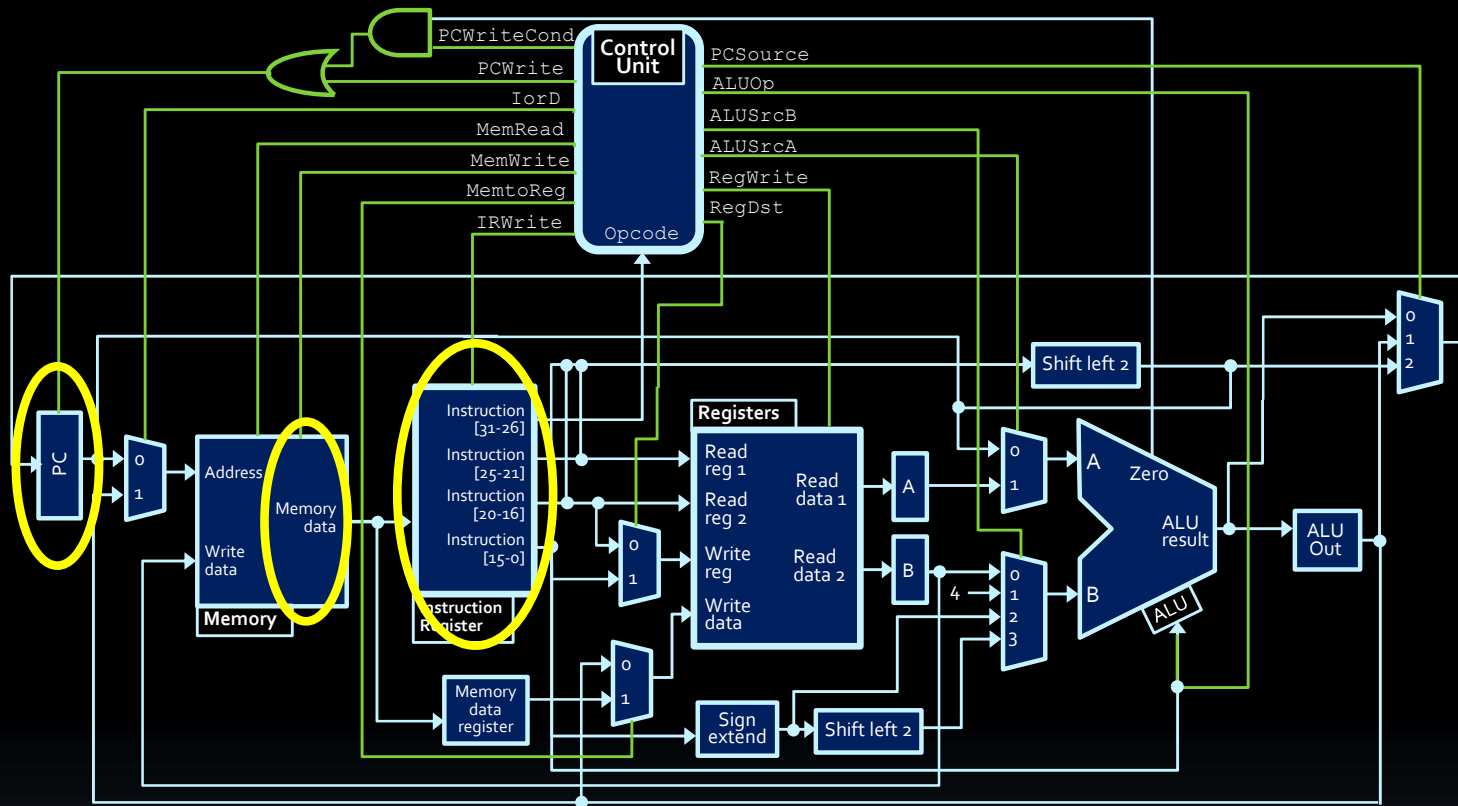 PCWriteCond
PCWrite
IorD
MemRead
MemWrite
MemtoReg
IRWrite
Control
Unit
Opcode
PCSource
ALUOp
ALUSrcB
ALUSrcA
RegWrite
RegDst
PC
0
1
Address
Memory
data
Write
data
Memory
Instruction
[31-26]
Instruction
[25-21]
Instruction
[20-16]
Instruction
[15-0]
Instruction
Register
Memory
data
register
0
1
0
1
Registers
Read
reg 1
Read
reg 2
Write
reg
Write
data
Read
data 1
Read
data 2
A
B
Sign
extend
Shift left 2
Shift left 2
0
1
4
0
1
2
3
A
B
Zero
ALU
result
ALU
ALU
Out
0
1
2